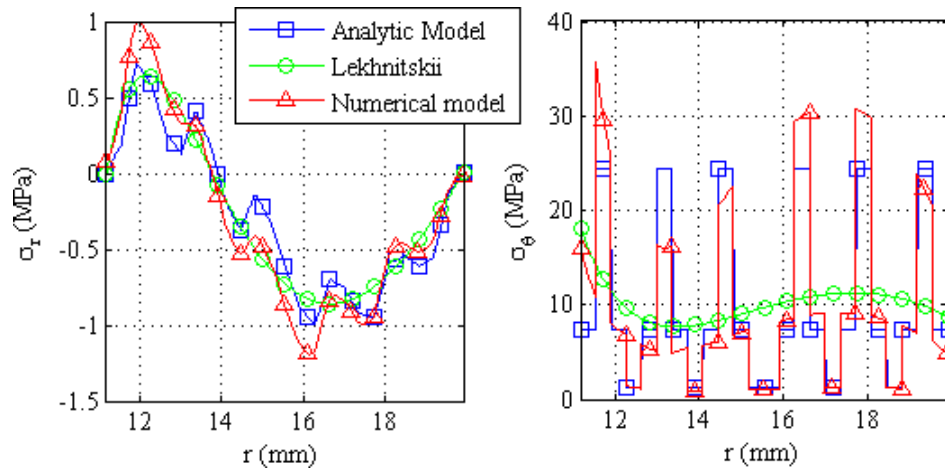 Analytic Model
Lekhnitskii
Numerical model
σr (MPa)
1
0.5
0
-0.5
-1
-1.5
12
14
16
18
r (mm)
σθ (MPa)
40
30
20
10
0
12
14
16
18
r (mm)